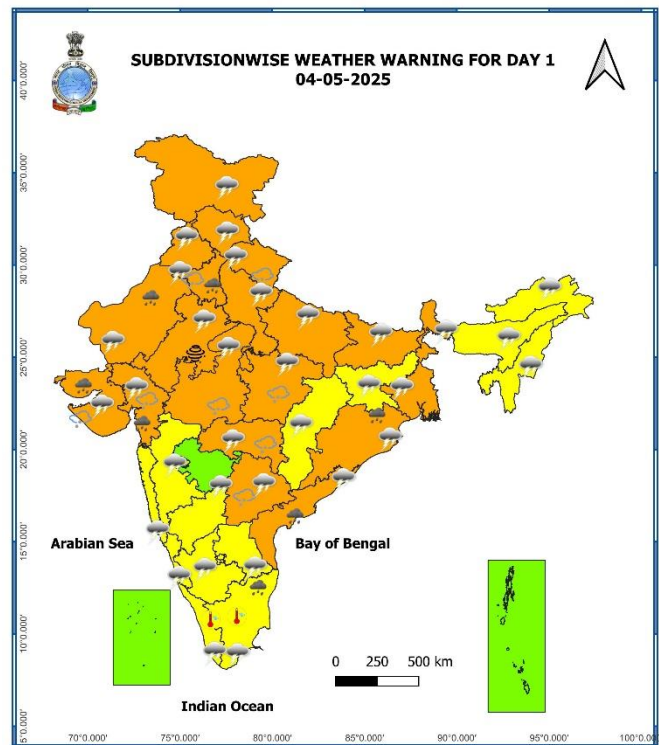 SUBDIVISIONWISE WEATHER WARNING FOR DAY 1
04-05-2025
40°0.000'
35°0.000'
30°0.000'
25°0.000'
20°0.000'
15°0.000'
10°0.000'
5°0.000'
Arabian Sea
Bay of Bengal
0 250 500 km
Indian Ocean
70°0.000' 75°0.000' 80°0.000' 85°0.000' 90°0.000' 95°0.000' 100°0.000'